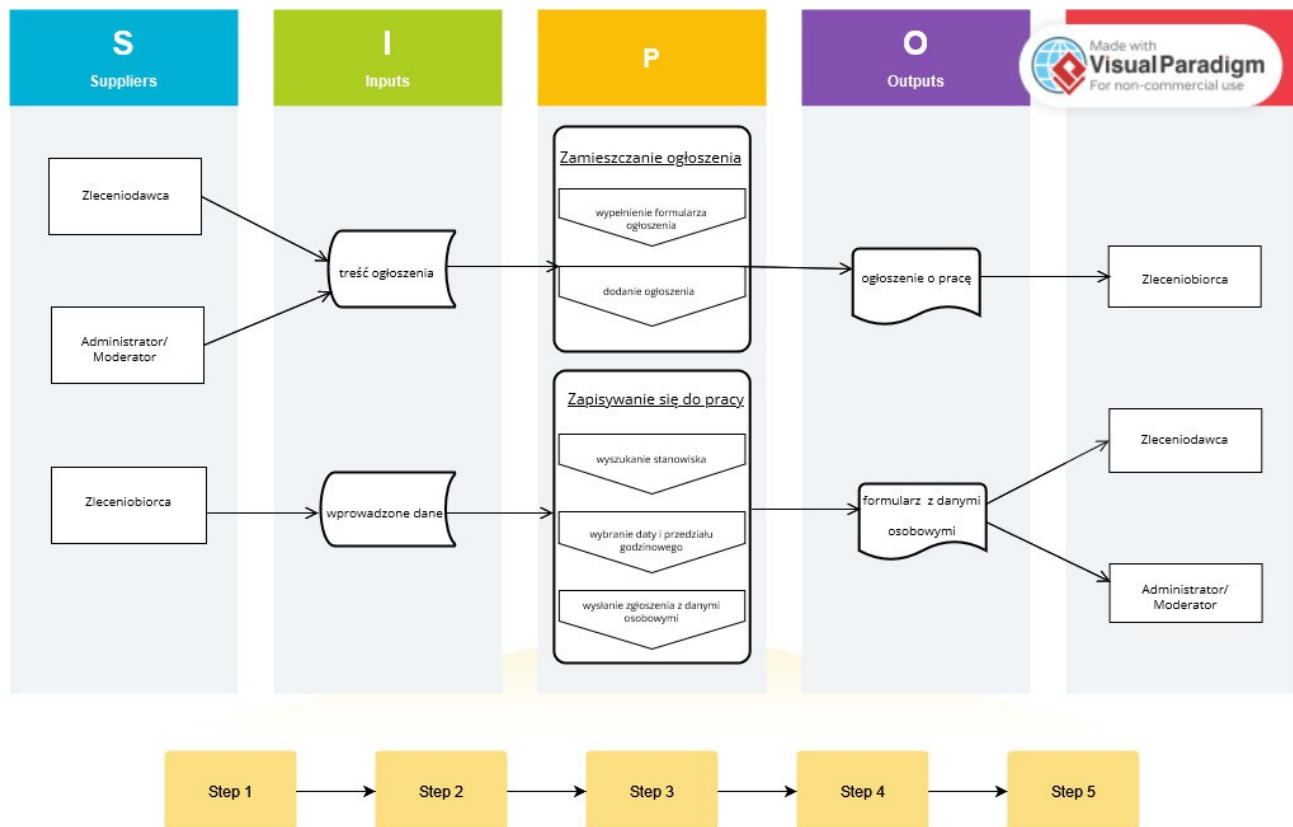 S
Suppliers
I
Inputs
P
O
Outputs
Made with
Visual Paradigm
For non-commercial use
Zleceniodawca
Administrator/
Moderator
Zleceniobiorca
treść ogłoszenia
wprowadzone dane
Zamieszczanie ogłoszenia
wypełnienie formularza
ogłoszenia
dodanie ogłoszenia
Zapisywanie się do pracy
wyszukanie stanowiska
wybranie daty i przedziału
godzinowego
wysłanie zgłoszenia z danymi
osobowymi
ogłoszenie o pracę
formularz z danymi
osobowymi
Zleceniobiorca
Zleceniodawca
Administrator/
Moderator
Step 1
Step 2
Step 3
Step 4
Step 5